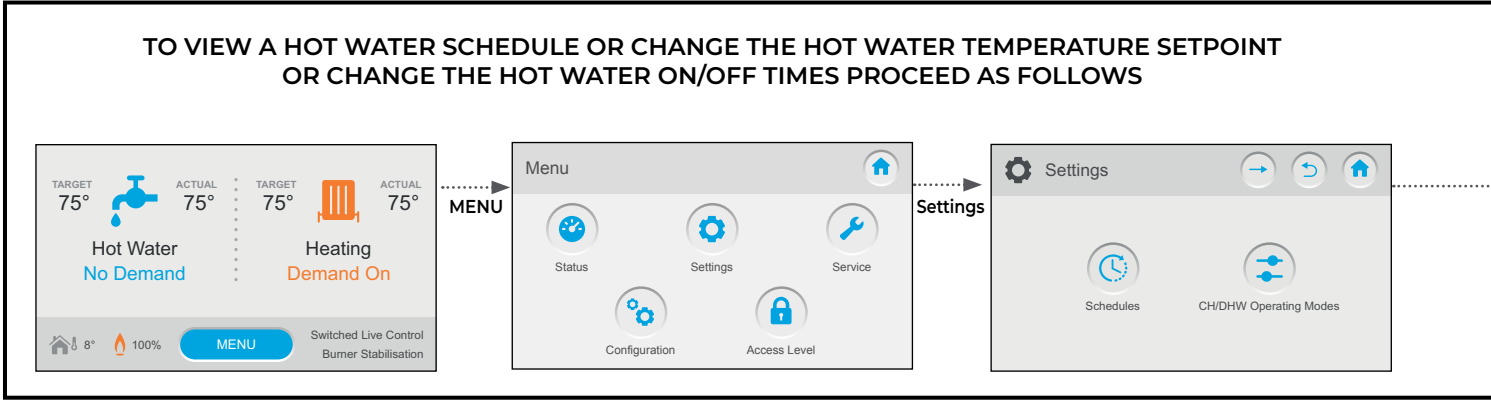 TO VIEW A HOT WATER SCHEDULE OR CHANGE THE HOT WATER TEMPERATURE SETPOINT
OR CHANGE THE HOT WATER ON/OFF TIMES PROCEED AS FOLLOWS
TARGET
75°
ACTUAL
75°
Hot Water
No Demand
TARGET
75°
ACTUAL
75°
Heating
Demand On
8°
100%
MENU
Switched Live Control
Burner Stabilisation
MENU
Menu
Status
Settings
Service
Configuration
Access Level
Settings
Settings
Schedules
CH/DHW Operating Modes